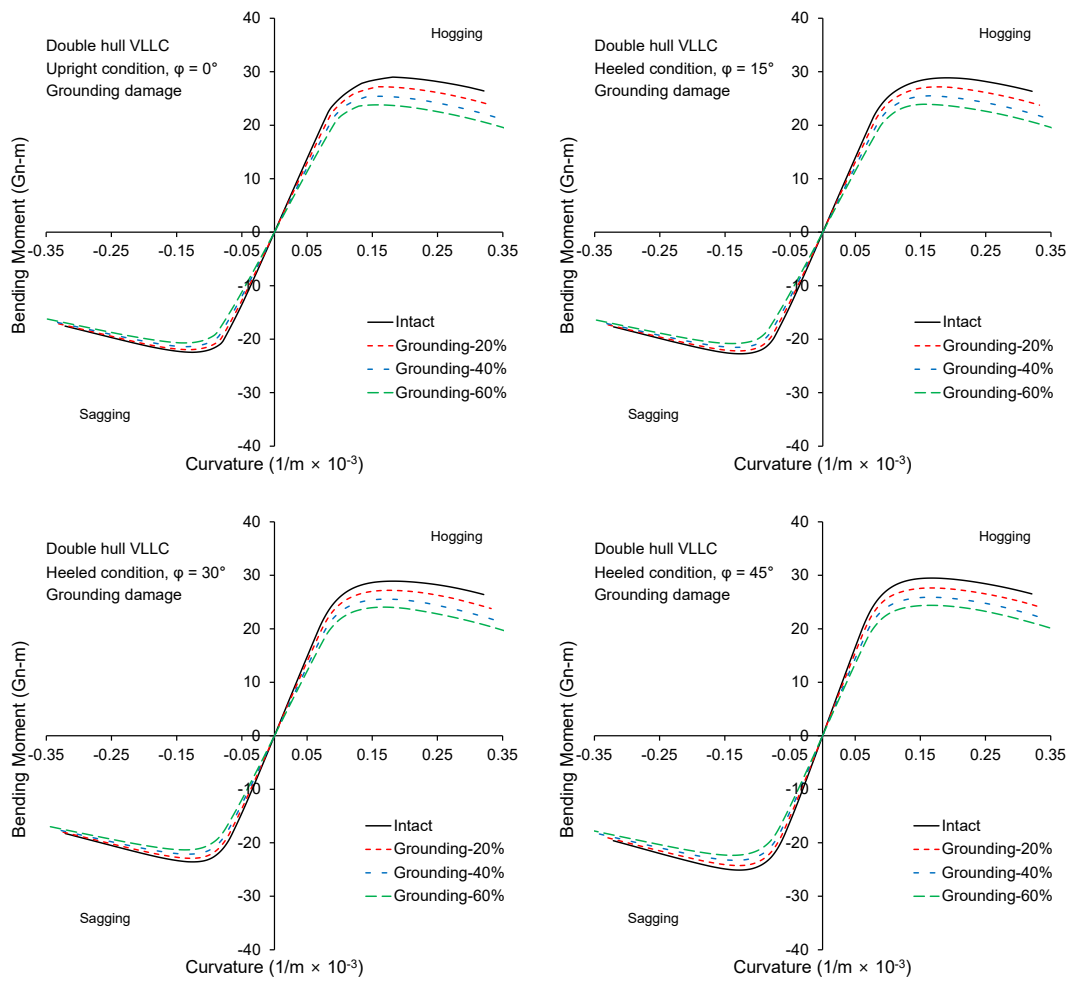 Double hull VLLC
Upright condition, φ = 0°
Grounding damage
Hogging
Sagging
Bending Moment (Gn-m)
Curvature (1/m × 10-3)
40
30
20
10
0
-10
-20
-30
-40
-0.35 -0.25 -0.15 -0.05 0.05 0.15 0.25 0.35
Intact
Grounding-20%
Grounding-40%
Grounding-60%
Double hull VLLC
Heeled condition, φ = 15°
Grounding damage
Hogging
Sagging
Bending Moment (Gn-m)
Curvature (1/m × 10-3)
40
30
20
10
0
-10
-20
-30
-40
-0.35 -0.25 -0.15 -0.05 0.05 0.15 0.25 0.35
Intact
Grounding-20%
Grounding-40%
Grounding-60%
Double hull VLLC
Heeled condition, φ = 30°
Grounding damage
Hogging
Sagging
Bending Moment (Gn-m)
Curvature (1/m × 10-3)
40
30
20
10
0
-10
-20
-30
-40
-0.35 -0.25 -0.15 -0.05 0.05 0.15 0.25 0.35
Intact
Grounding-20%
Grounding-40%
Grounding-60%
Double hull VLLC
Heeled condition, φ = 45°
Grounding damage
Hogging
Sagging
Bending Moment (Gn-m)
Curvature (1/m × 10-3)
40
30
20
10
0
-10
-20
-30
-40
-0.35 -0.25 -0.15 -0.05 0.05 0.15 0.25 0.35
Intact
Grounding-20%
Grounding-40%
Grounding-60%